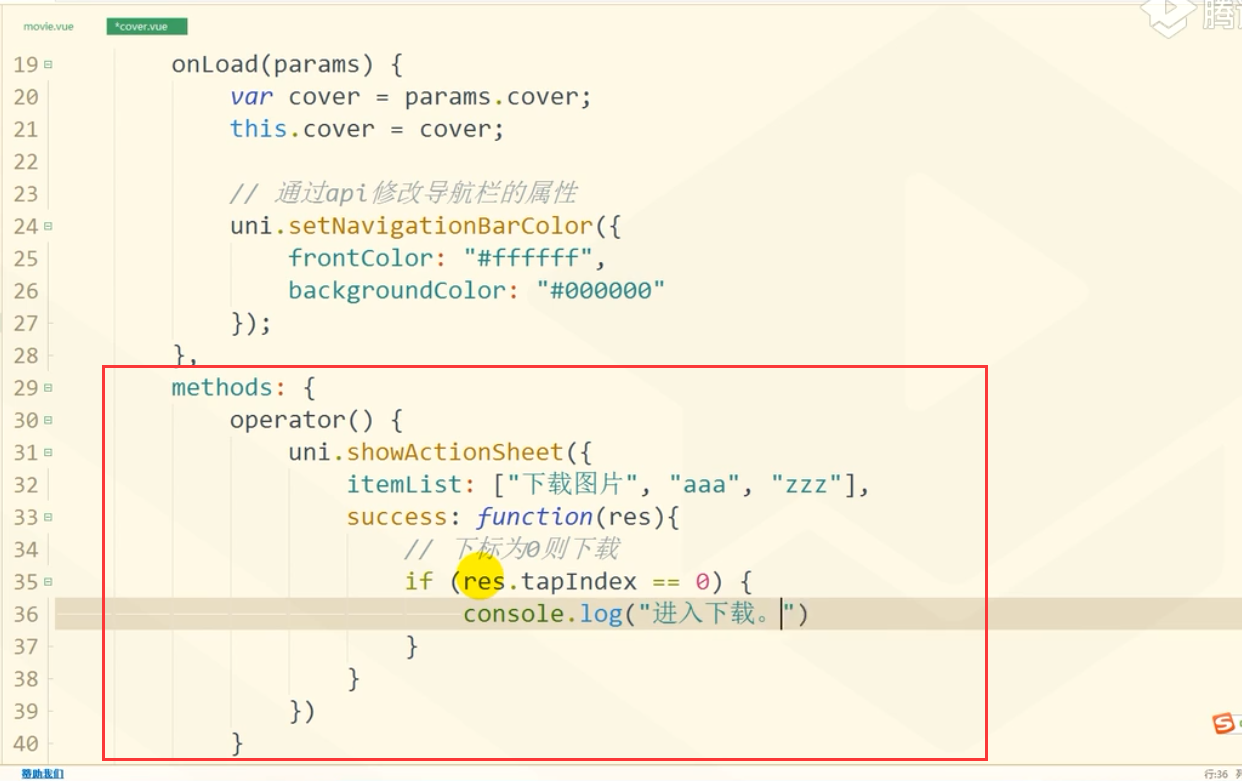 movie.vue *cover.vue 腾
19 onLoad(params) {
20 var cover = params.cover;
21 this.cover = cover;
22
23 // 通过api修改导航栏的属性
24 uni.setNavigationBarColor({
25 frontColor: "#ffffff",
26 backgroundColor: "#000000"
27 });
28 },
29 methods: {
30 operator() {
31 uni.showActionSheet({
32 itemList: ["下载图片", "aaa", "zzz"],
33 success: function(res){
34 // 下标为0则下载
35 if (res.tapIndex == 0) {
36 console.log("进入下载。")
37 }
38 }
39 })
40 }
赞助我们 行:36